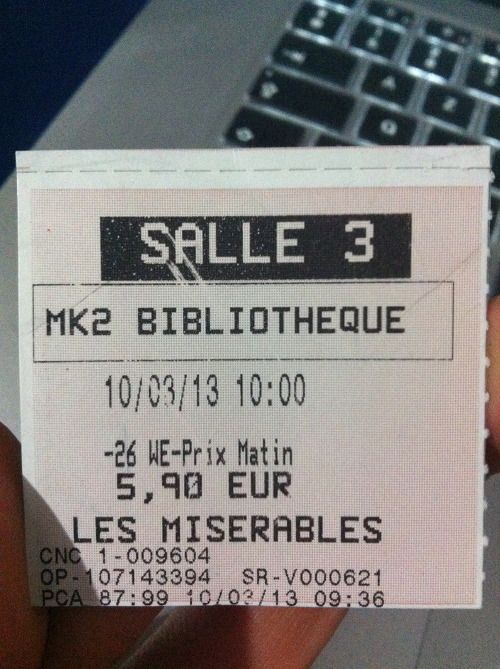 SALLE 3
MK2 BIBLIOTHEQUE
10/03/13 10:00
-26 WE-Prix Matin
5,90 EUR
LES MISERABLES
CNC 1-009604
OP-107143394 SR-V000621
PCA 87:99 10/03/13 09:36